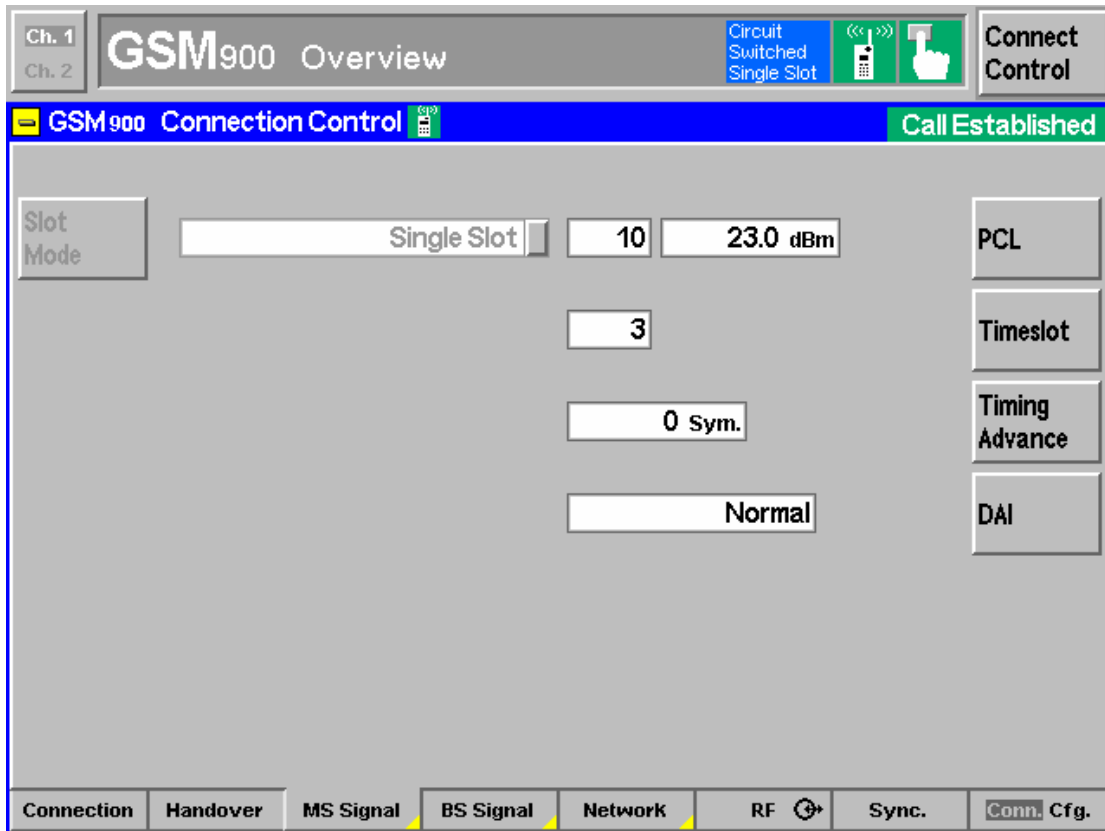 Ch. 1
Ch. 2
GSM900 Overview
Circuit
Switched
Single Slot
Connect
Control
GSM 900 Connection Control
Call Established
Slot
Mode
Single Slot
10
23.0 dBm
PCL
3
Timeslot
0 Sym.
Timing
Advance
Normal
DAI
Connection
Handover
MS Signal
BS Signal
Network
RF
Sync.
Conn. Cfg.